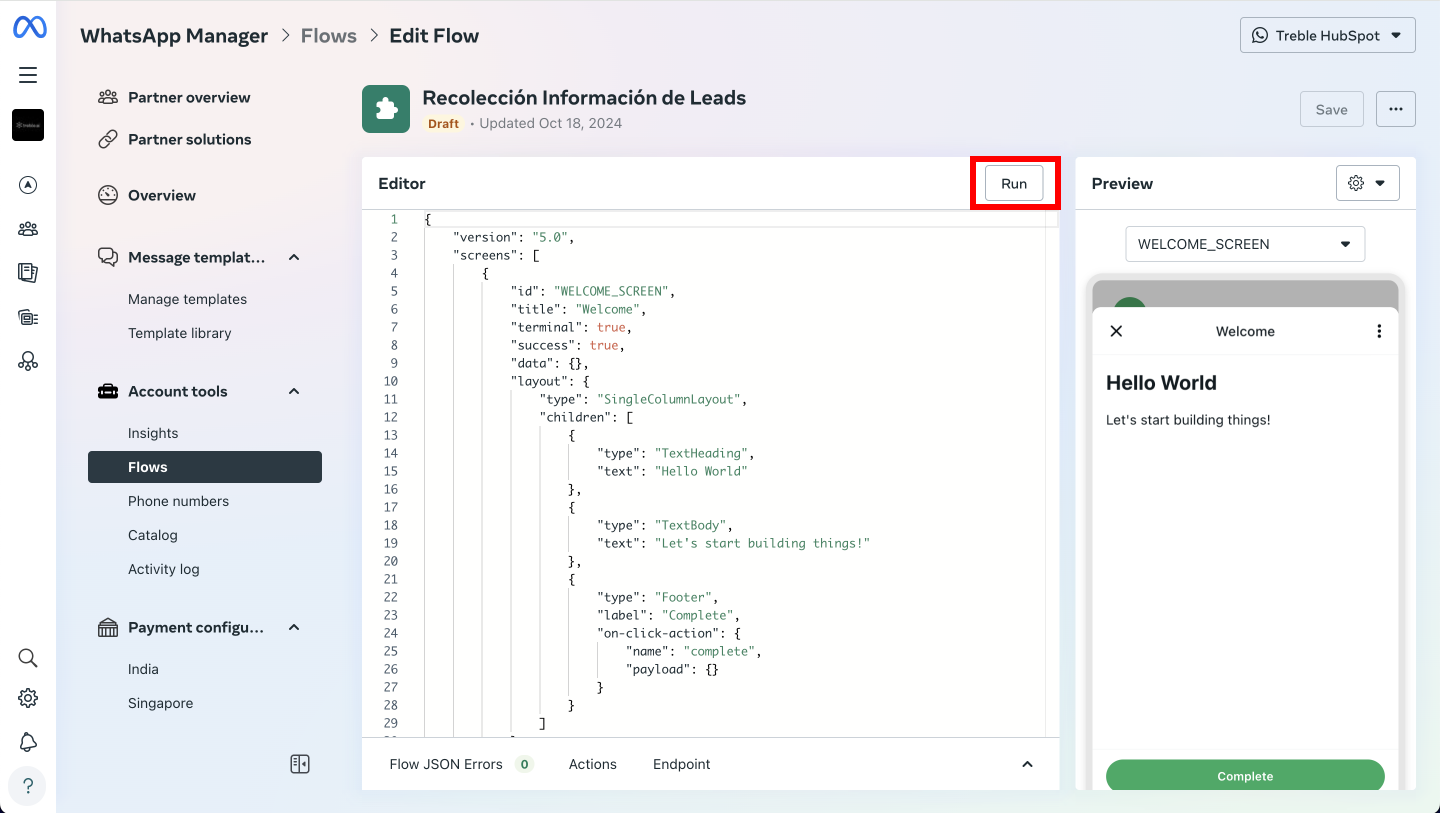 WhatsApp Manager > Flows > Edit Flow
Treble HubSpot
Partner overview
Partner solutions
Overview
Message templat...
Manage templates
Template library
Account tools
Insights
Flows
Phone numbers
Catalog
Activity log
Payment configu...
India
Singapore
?
Recolección Información de Leads
Draft • Updated Oct 18, 2024
Save
...
Editor
Run
1 {
2 "version": "5.0",
3 "screens": [
4 {
5 "id": "WELCOME_SCREEN",
6 "title": "Welcome",
7 "terminal": true,
8 "success": true,
9 "data": {},
10 "layout": {
11 "type": "SingleColumnLayout",
12 "children": [
13 {
14 "type": "TextHeading",
15 "text": "Hello World"
16 },
17 {
18 "type": "TextBody",
19 "text": "Let's start building things!"
20 },
21 {
22 "type": "Footer",
23 "label": "Complete",
24 "on-click-action": {
25 "name": "complete",
26 "payload": {}
27 }
28 }
29 ]
Flow JSON Errors 0
Actions
Endpoint
Preview
WELCOME_SCREEN
Welcome
Hello World
Let's start building things!
Complete